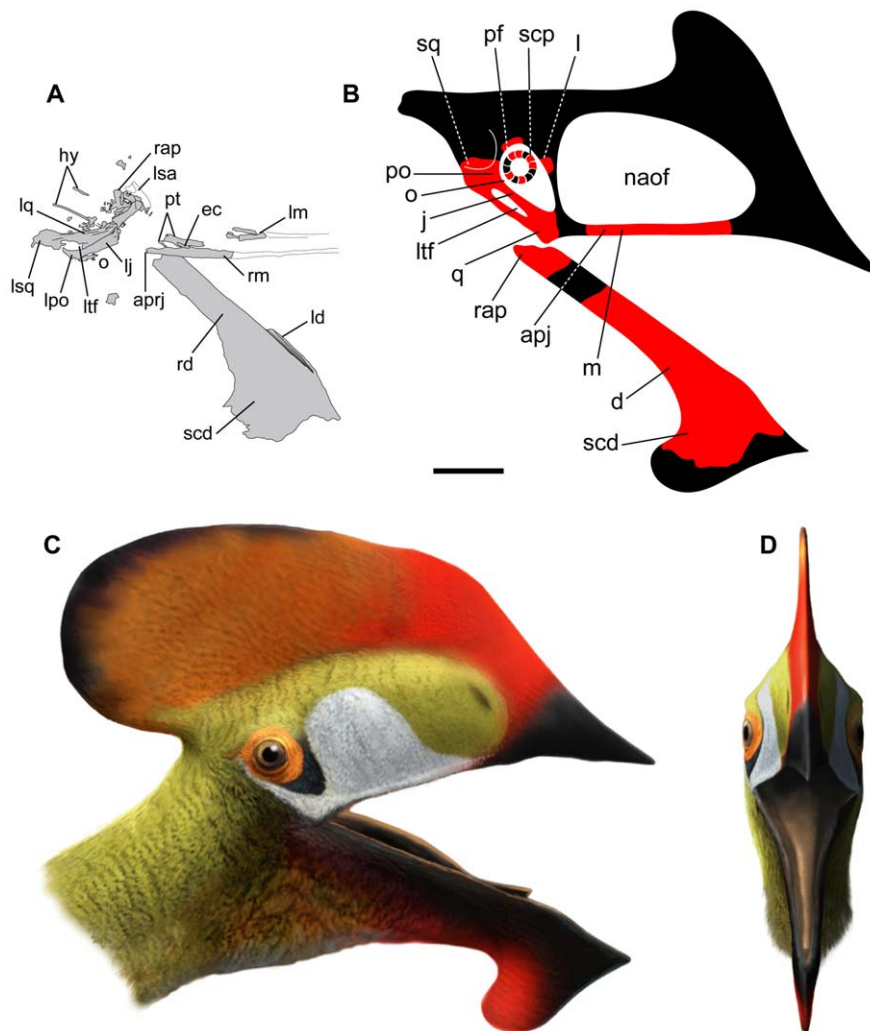 A
hy
rap
lsa
pt
lq
ec
lm
lsq
o
lj
lpo
ltf
aprj
rm
rd
ld
scd
B
sq
pf
scp
l
po
o
j
ltf
q
rap
apj
m
d
scd
naof
C
D